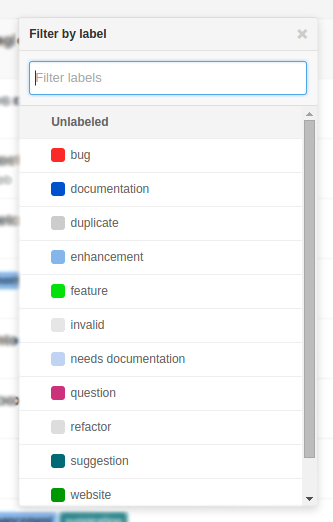 Filter by label
Filter labels
Unlabeled
bug
documentation
duplicate
enhancement
feature
invalid
needs documentation
question
refactor
suggestion
website